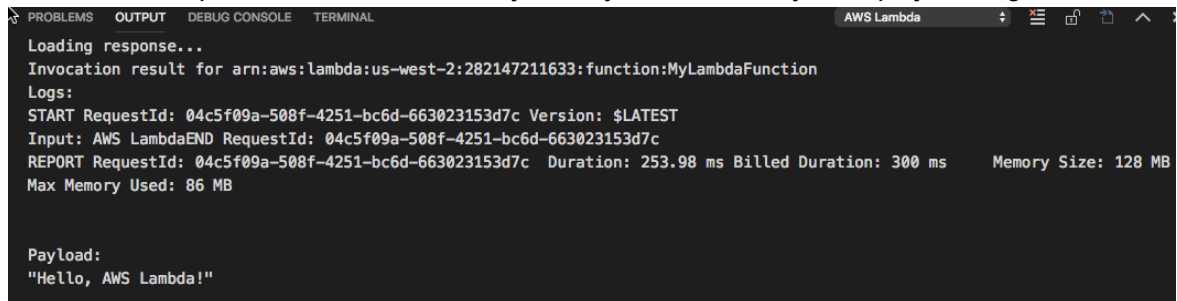 PROBLEMS OUTPUT DEBUG CONSOLE TERMINAL AWS Lambda
Loading response...
Invocation result for arn:aws:lambda:us-west-2:282147211633:function:MyLambdaFunction
Logs:
START RequestId: 04c5f09a-508f-4251-bc6d-663023153d7c Version: $LATEST
Input: AWS LambdaEND RequestId: 04c5f09a-508f-4251-bc6d-663023153d7c
REPORT RequestId: 04c5f09a-508f-4251-bc6d-663023153d7c Duration: 253.98 ms Billed Duration: 300 ms Memory Size: 128 MB
Max Memory Used: 86 MB
Payload:
"Hello, AWS Lambda!"